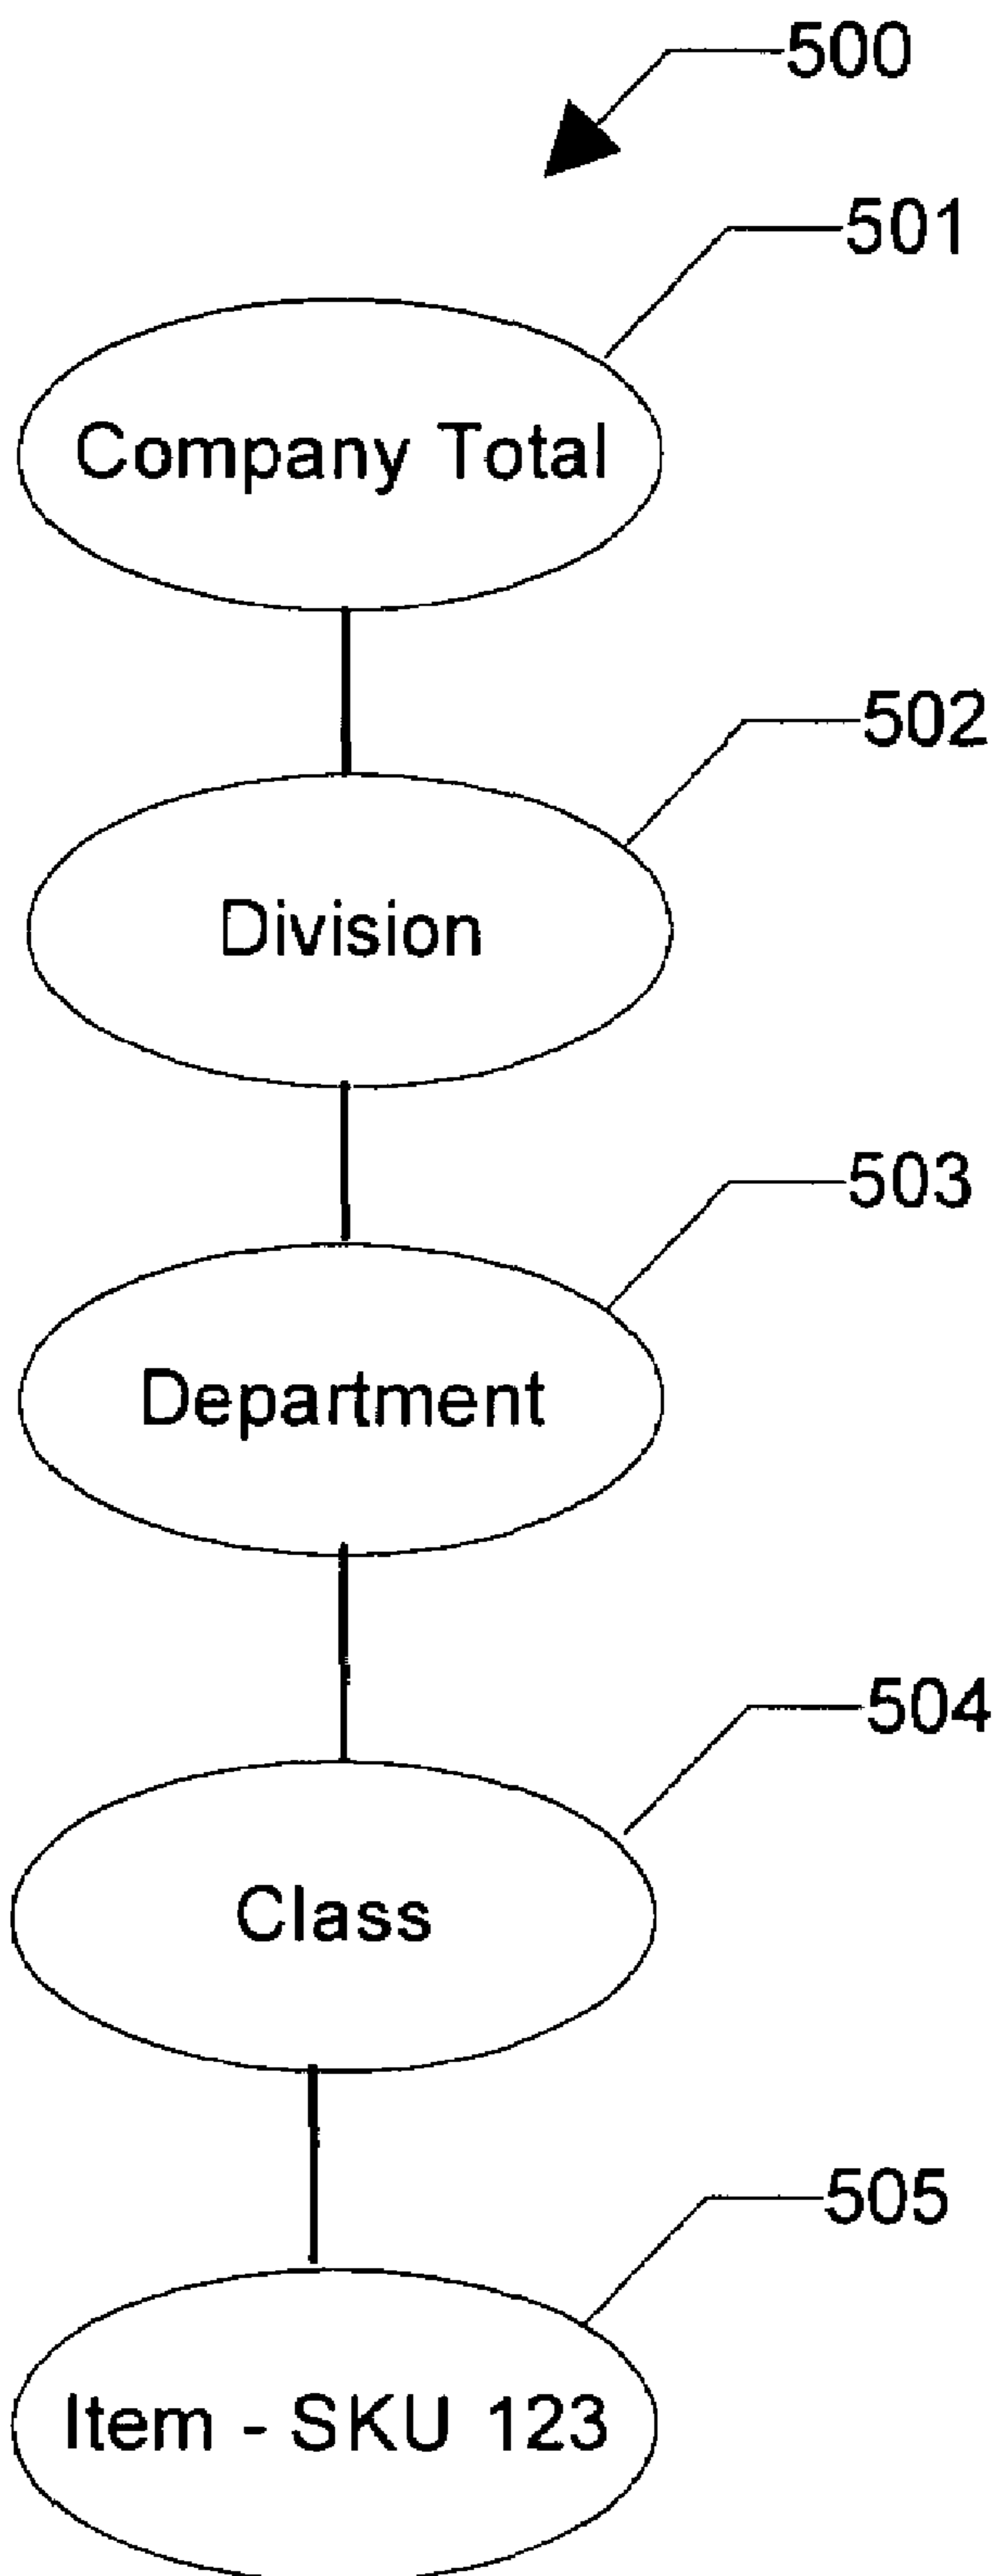 500
501
Company Total
502
Division
503
Department
504
Class
505
Item - SKU 123